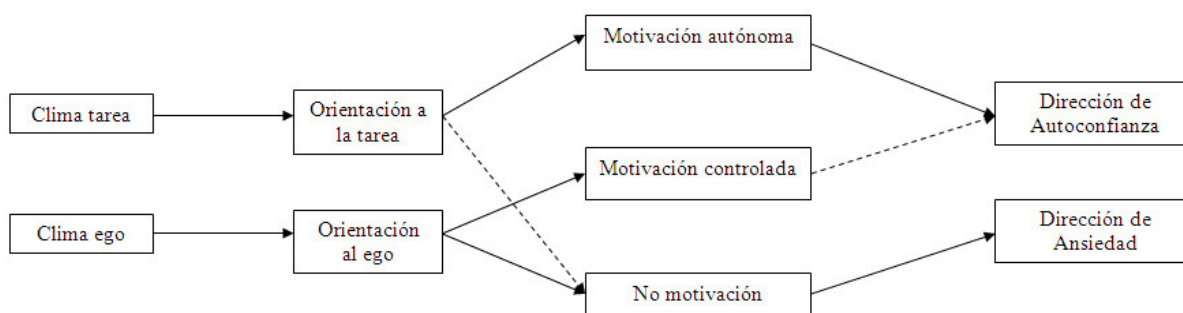 Motivación autónoma
Clima tarea
Orientación a
la tarea
Dirección de
Autoconfianza
Motivación controlada
Clima ego
Orientación
al ego
Dirección de
Ansiedad
No motivación